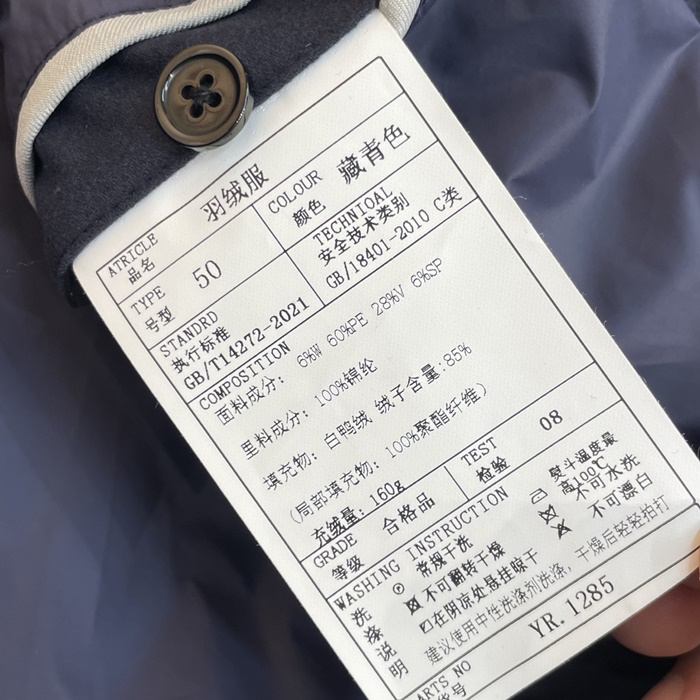 ATRICLE 品名 羽绒服
COLOUR 颜色 藏青色
TYPE 号型 50
TECHNIOAL 安全技术类别
GB/18401-2010 C类
STANDRD 执行标准
GB/T14272-2021
COMPOSITION
面料成分: 6%W 60%PE 28%V 6%SP
里料成分: 100%锦纶
填充物: 白鸭绒 绒子含量:85%
(局部填充物: 100%聚酯纤维)
充绒量: 160g
GRADE 等级 合格品
TEST 检验 08
WASHING INSTRUCTION
洗涤说明
常规干洗
熨斗温度最高100℃
不可翻转干燥
不可水洗
在阴凉处悬挂晾干
不可漂白
建议使用中性洗涤剂洗涤, 干燥后轻轻拍打
ARTS NO 货号 YR.1285